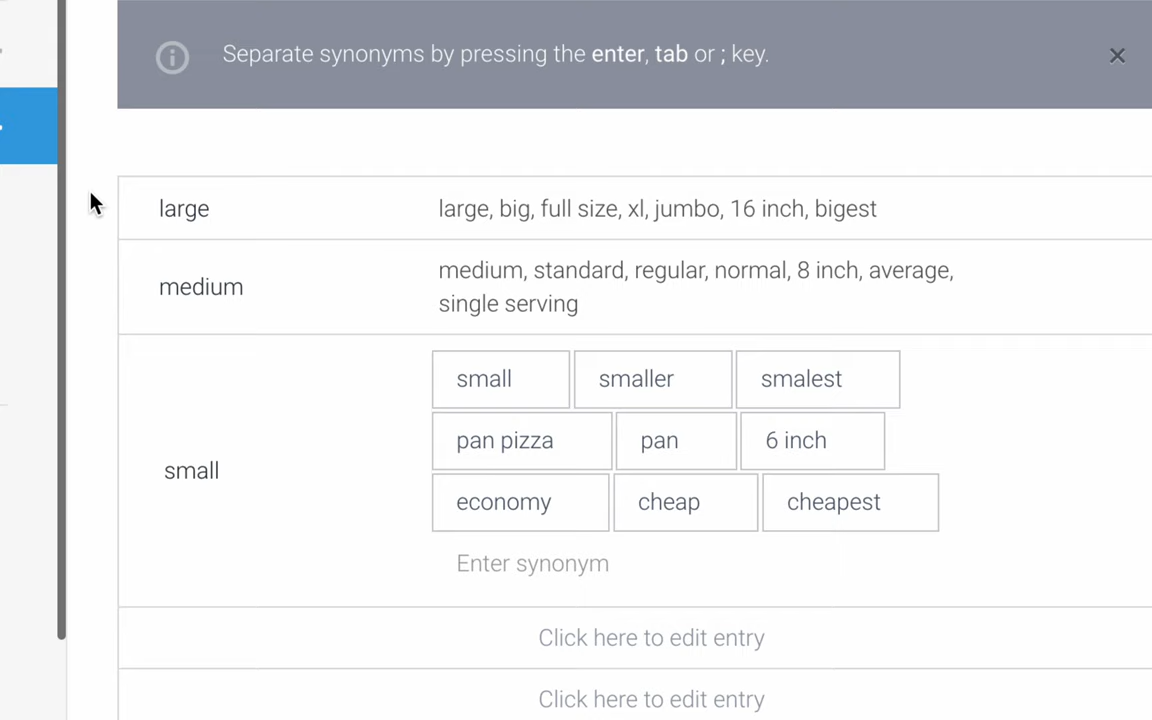 Separate synonyms by pressing the enter, tab or ; key.
large large, big, full size, xl, jumbo, 16 inch, bigest
medium medium, standard, regular, normal, 8 inch, average,
single serving
small small smaller smalest
pan pizza pan 6 inch
economy cheap cheapest
Enter synonym
Click here to edit entry
Click here to edit entry